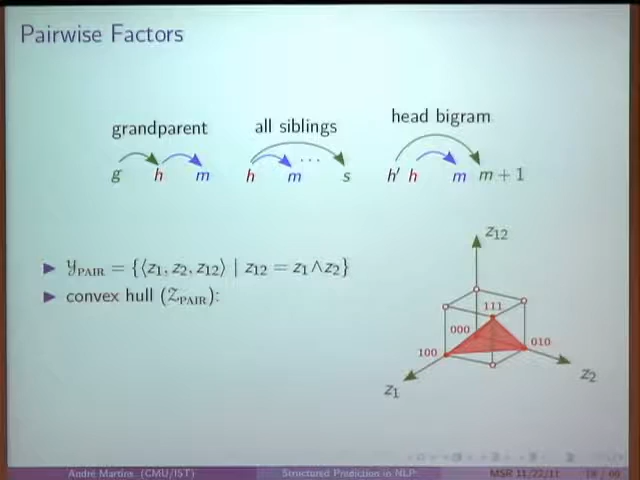 Pairwise Factors
grandparent
all siblings
head bigram
g h m
h m ... s
h' h m m + 1
▶ 𝒴PAIR = {⟨z₁, z₂, z₁₂⟩ | z₁₂ = z₁∧z₂}
▶ convex hull (𝒵PAIR):
z₁₂
111
000
010
100
z₁
z₂
André Martins (CMU/IST)
Structured Prediction in NLP
MSR 11/22/11